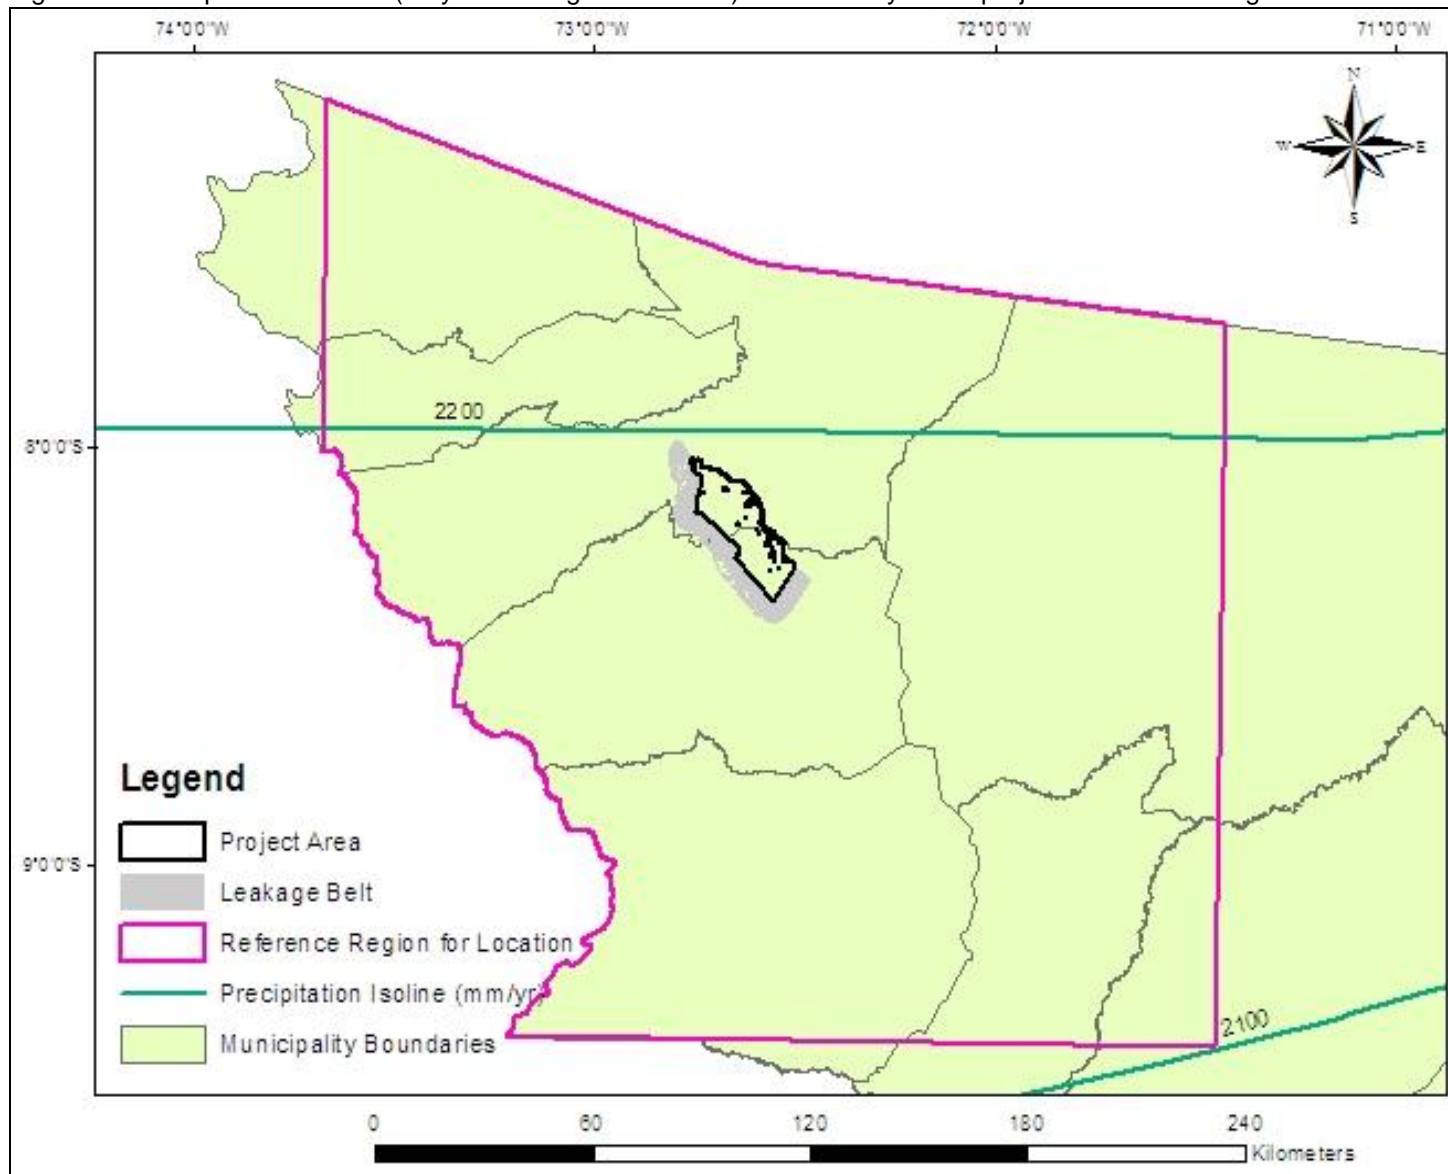 74°0'0"W 73°0'0"W 72°0'0"W 71°0'0"W
N
W E
S
2200
8°0'0"S
Legend
Project Area
Leakage Belt
9°0'0"S
Reference Region for Location
Precipitation Isoline (mm/yr)
2100
Municipality Boundaries
0 60 120 180 240
Kilometers